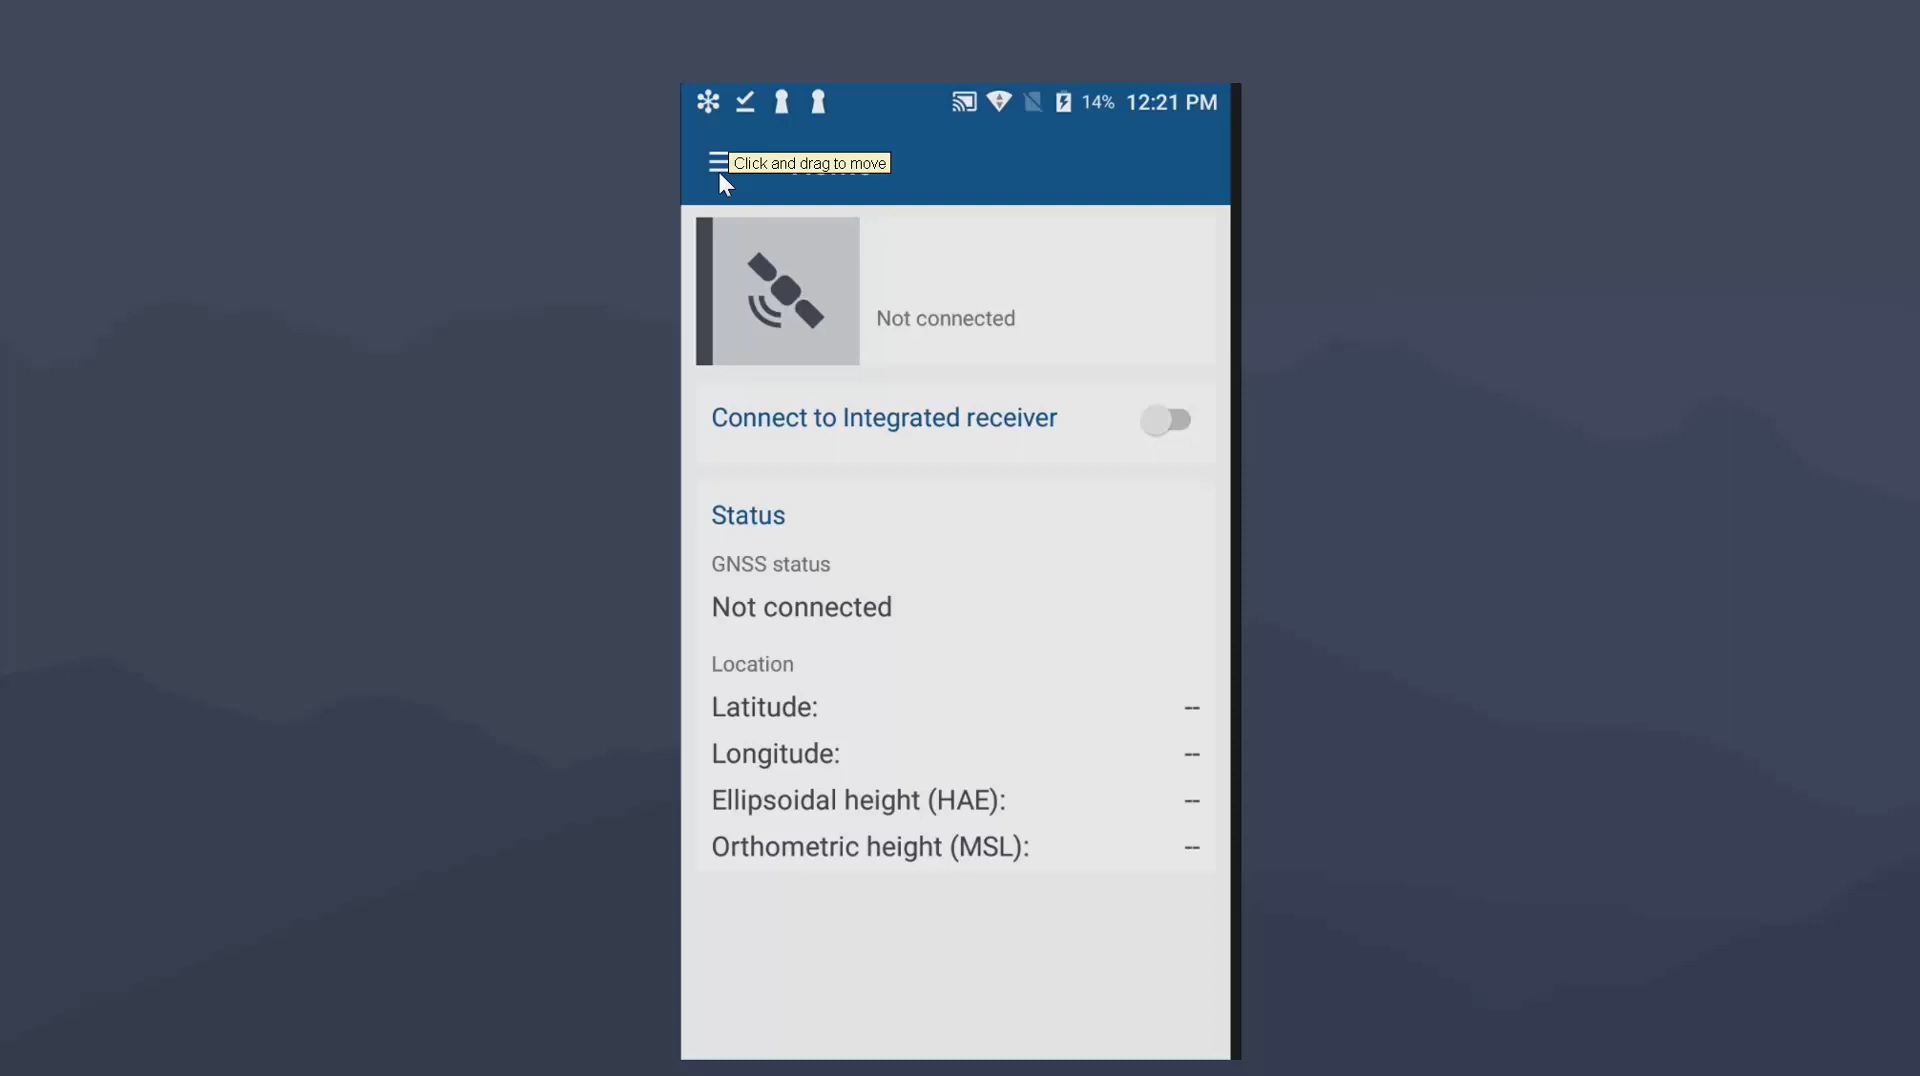 14% 12:21 PM
Click and drag to move
Not connected
Connect to Integrated receiver
Status
GNSS status
Not connected
Location
Latitude: --
Longitude: --
Ellipsoidal height (HAE): --
Orthometric height (MSL): --